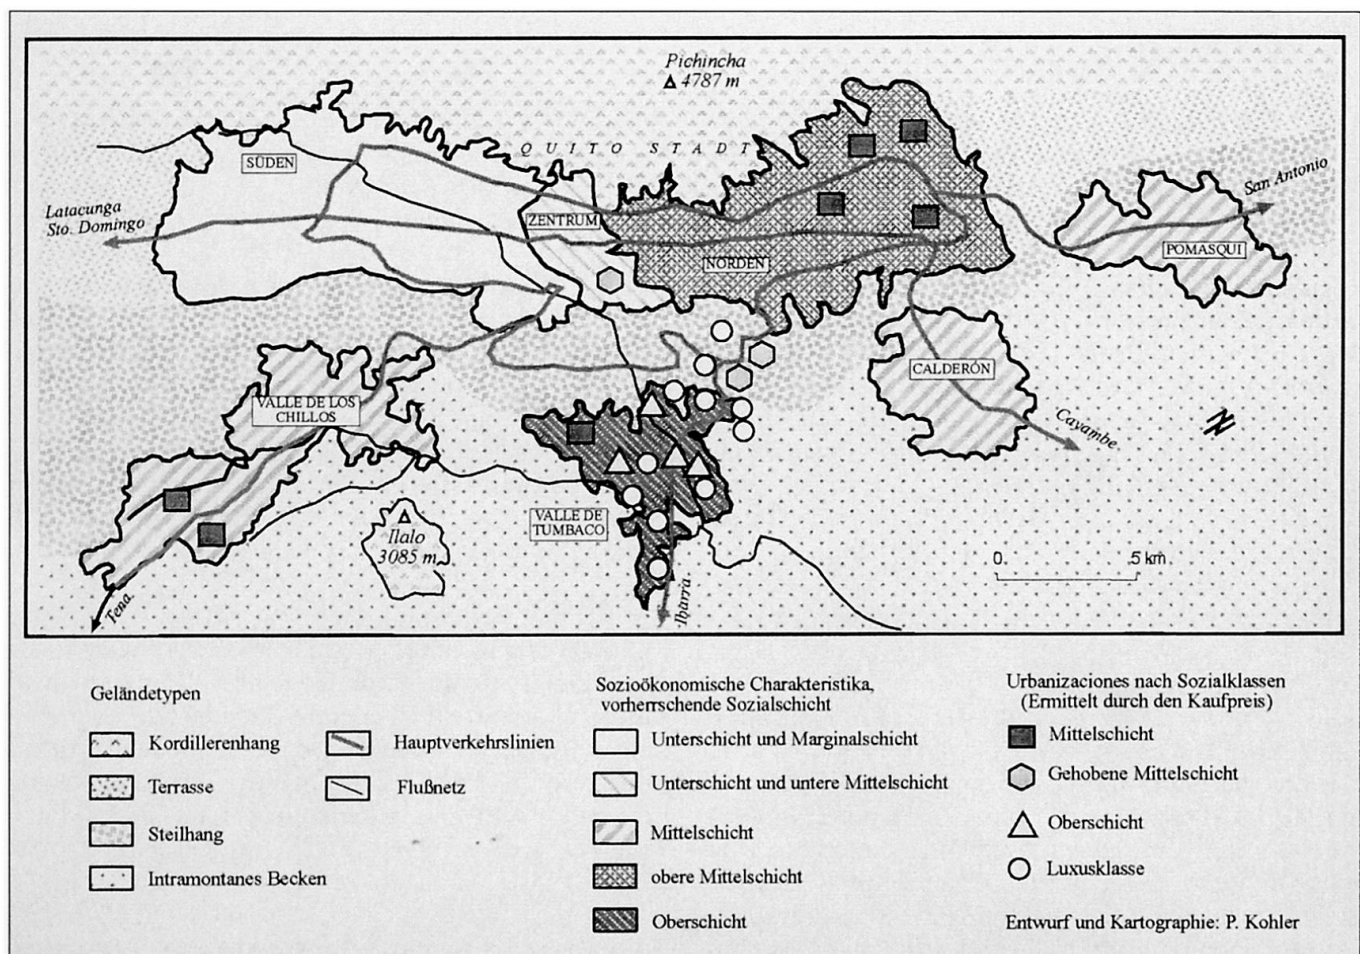 Pichincha
4787 m
QUITO STADT
SÜDEN
San Antonio
Latacunga
Sto. Domingo
ZENTRUM
NORDEN
POMASQUI
CALDERÓN
VALLE DE LOS
CHILLOS
Cayambe
N
VALLE DE
TUMBACO
Ilalo
3085 m
0 5 km
Tena.
Ibarra.
Geländetypen
Kordillerenhang
Terrasse
Steilhang
Intramontanes Becken
Hauptverkehrslinien
Flußnetz
Sozioökonomische Charakteristika,
vorherrschende Sozialschicht
Unterschicht und Marginalschicht
Unterschicht und untere Mittelschicht
Mittelschicht
obere Mittelschicht
Oberschicht
Urbanizaciones nach Sozialklassen
(Ermittelt durch den Kaufpreis)
Mittelschicht
Gehobene Mittelschicht
Oberschicht
Luxusklasse
Entwurf und Kartographie: P. Kohler